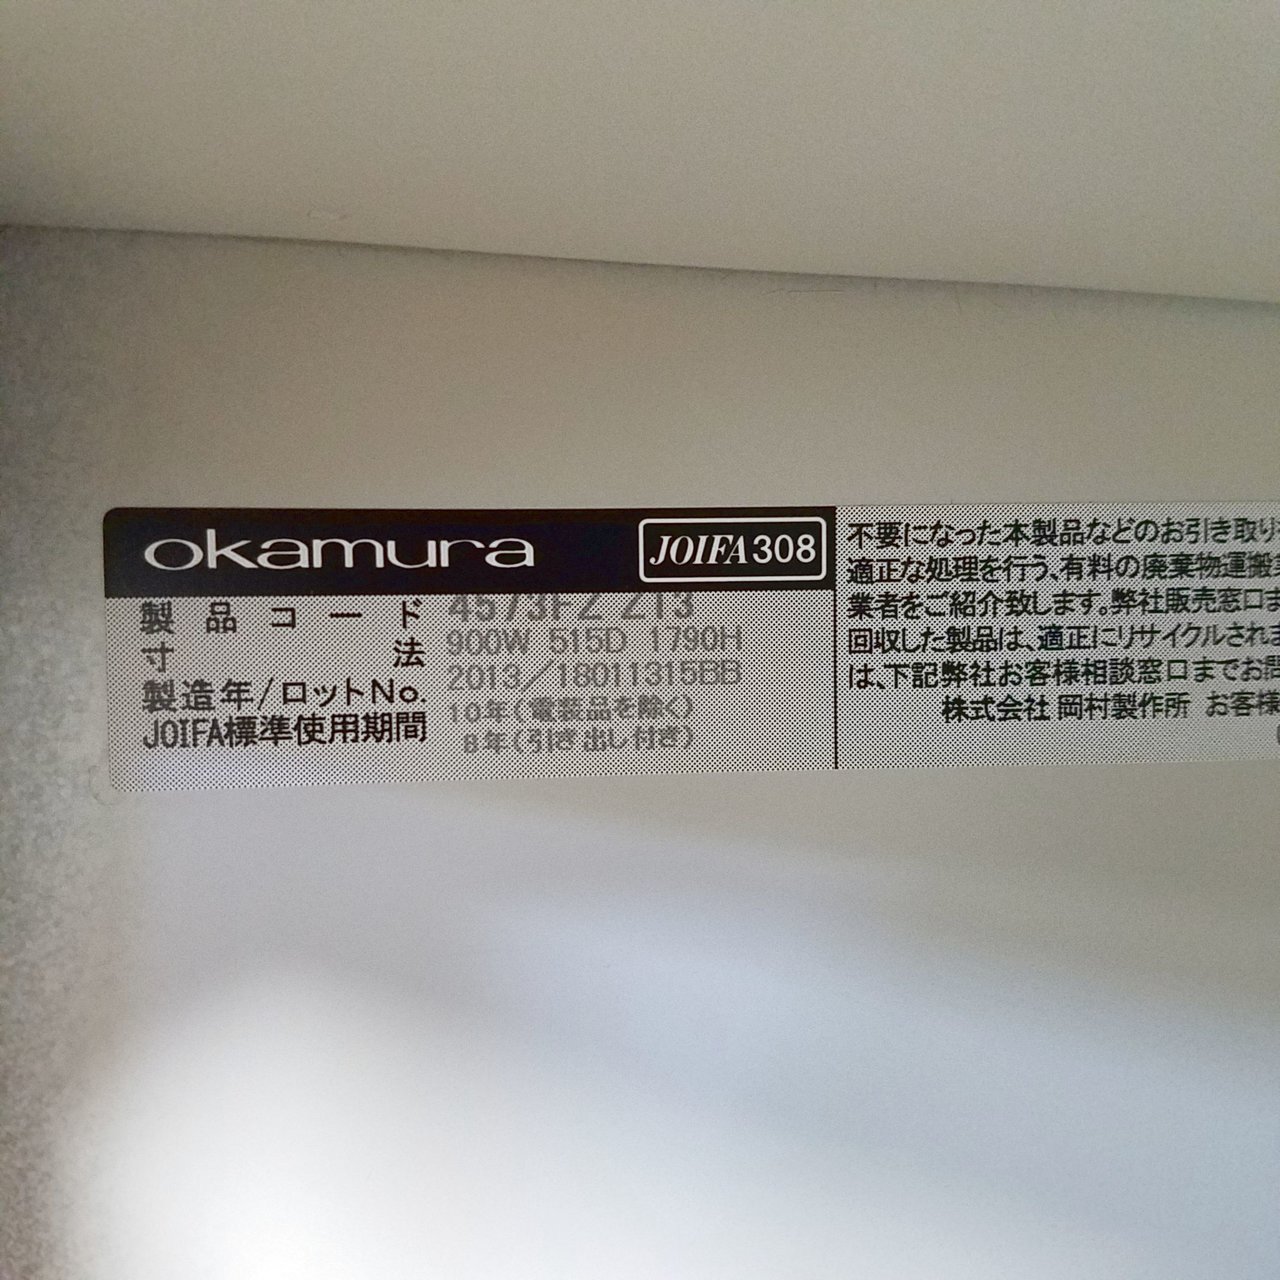 okamura JOIFA308
製品コード 4573FZ Z13
寸法 900W 515D 1790H
製造年/ロットNo. 2013/18011315BB
JOIFA標準使用期間 10年(電装品を除く)
8年(引き出し付き)
不要になった本製品などのお引き取り
適正な処理を行う、有料の廃棄物運搬
業者をご紹介致します。弊社販売窓口ま
回収した製品は、適正にリサイクルされま
は、下記弊社お客様相談窓口までお問
株式会社 岡村製作所 お客様